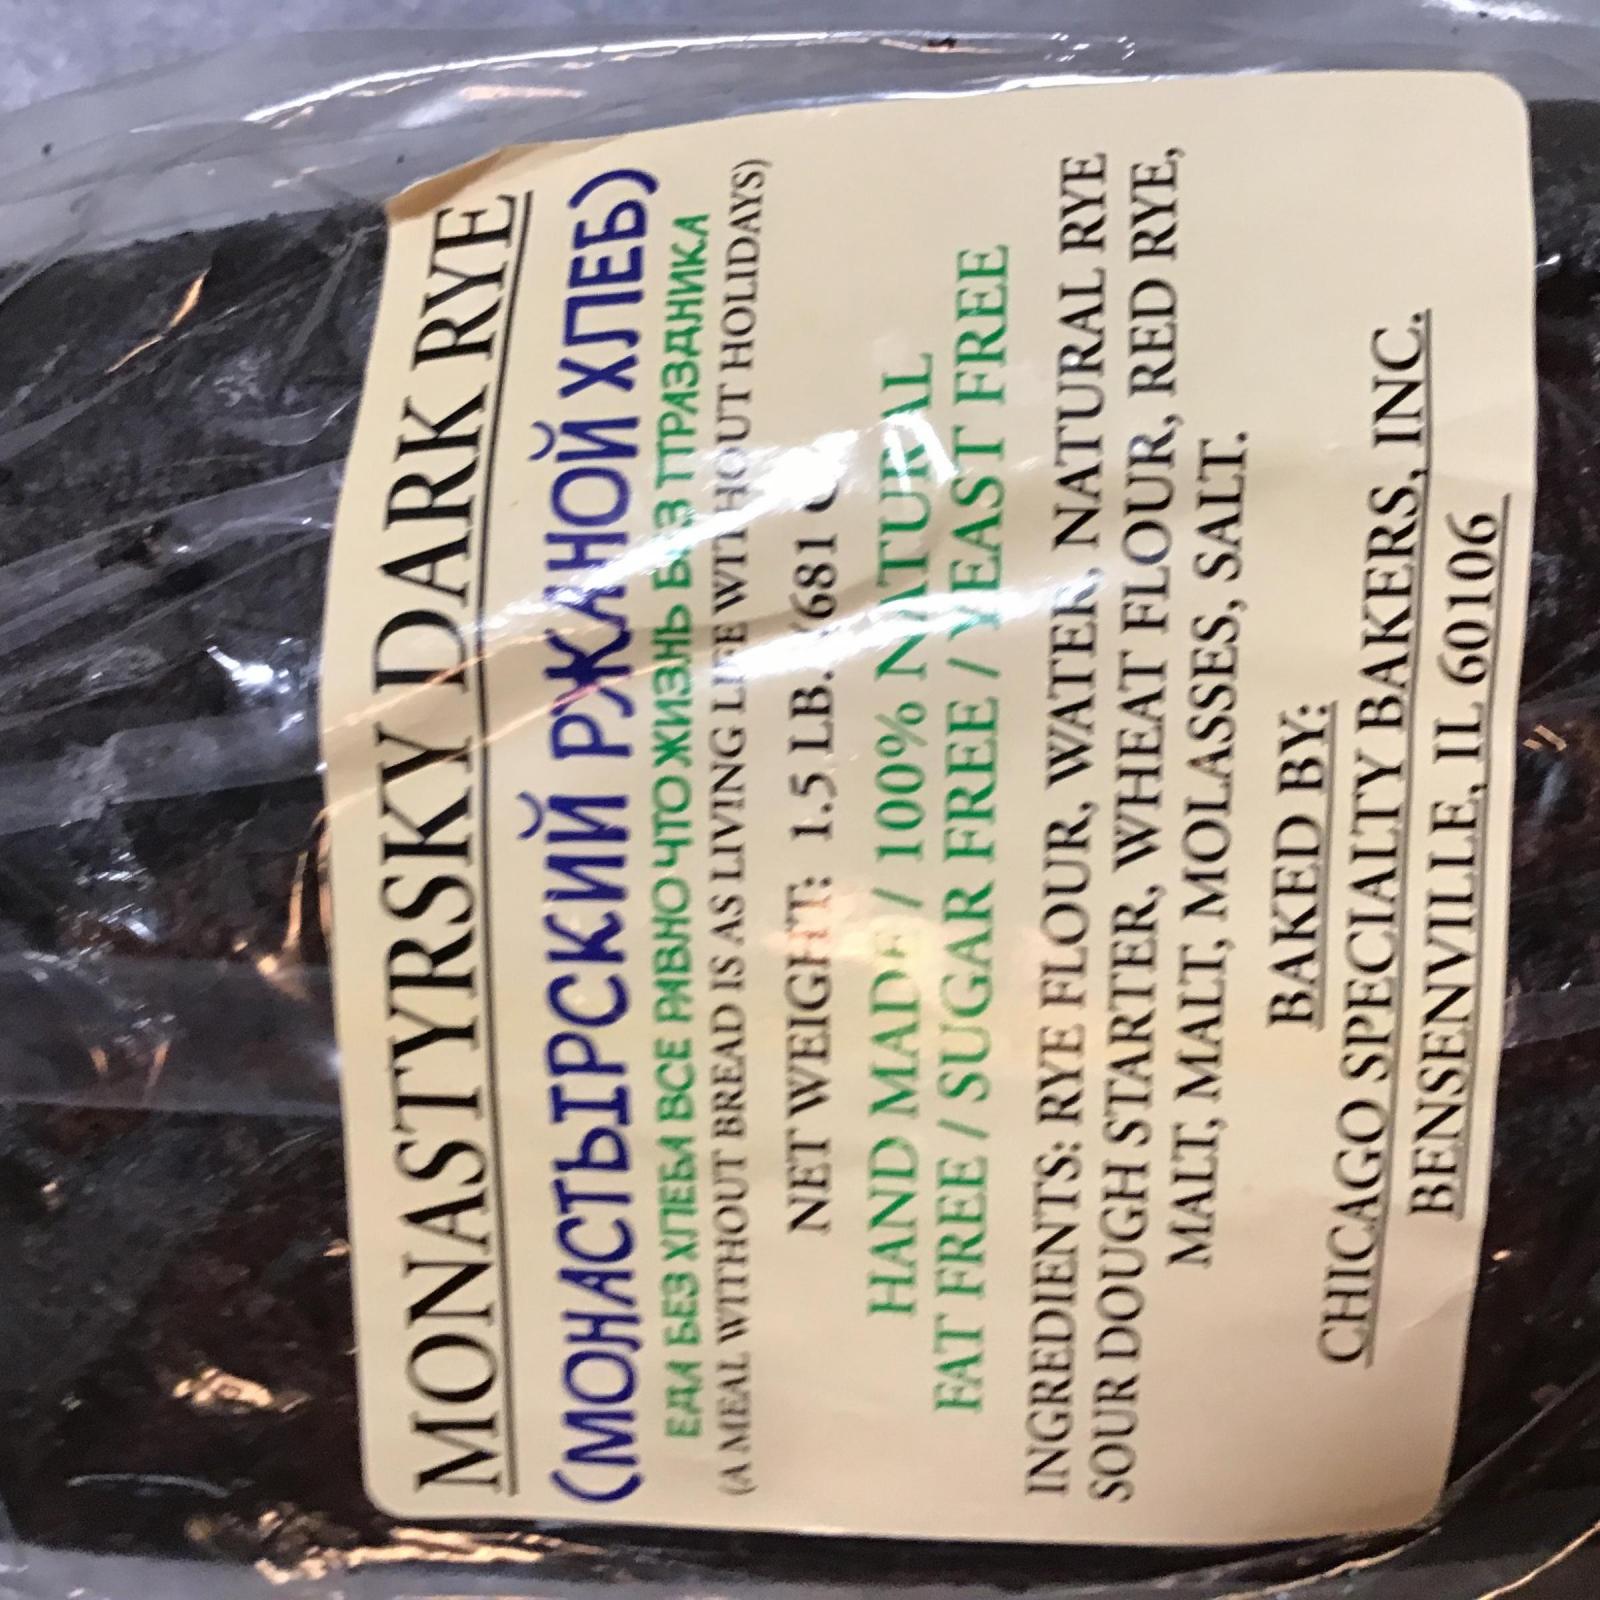 MONASTYRSKY DARK RYE
(МОНАСТЫРСКИЙ РЖАНОЙ ХЛЕБ)
ЕДА БЕЗ ХЛЕБА ВСЕ РАВНО ЧТО ЖИЗНЬ БЕЗ ПРАЗДНИКА
(A MEAL WITHOUT BREAD IS AS LIVING LIFE WITHOUT HOLIDAYS)
NET WEIGHT: 1.5 LB. (681
HAND MADE / 100% NATURAL
FAT FREE / SUGAR FREE / YEAST FREE
INGREDIENTS: RYE FLOUR, WATER, NATURAL RYE
SOUR DOUGH STARTER, WHEAT FLOUR, RED RYE,
MALT, MALT, MOLASSES, SALT.
BAKED BY:
CHICAGO SPECIALTY BAKERS, INC.
BENSENVILLE, IL 60106